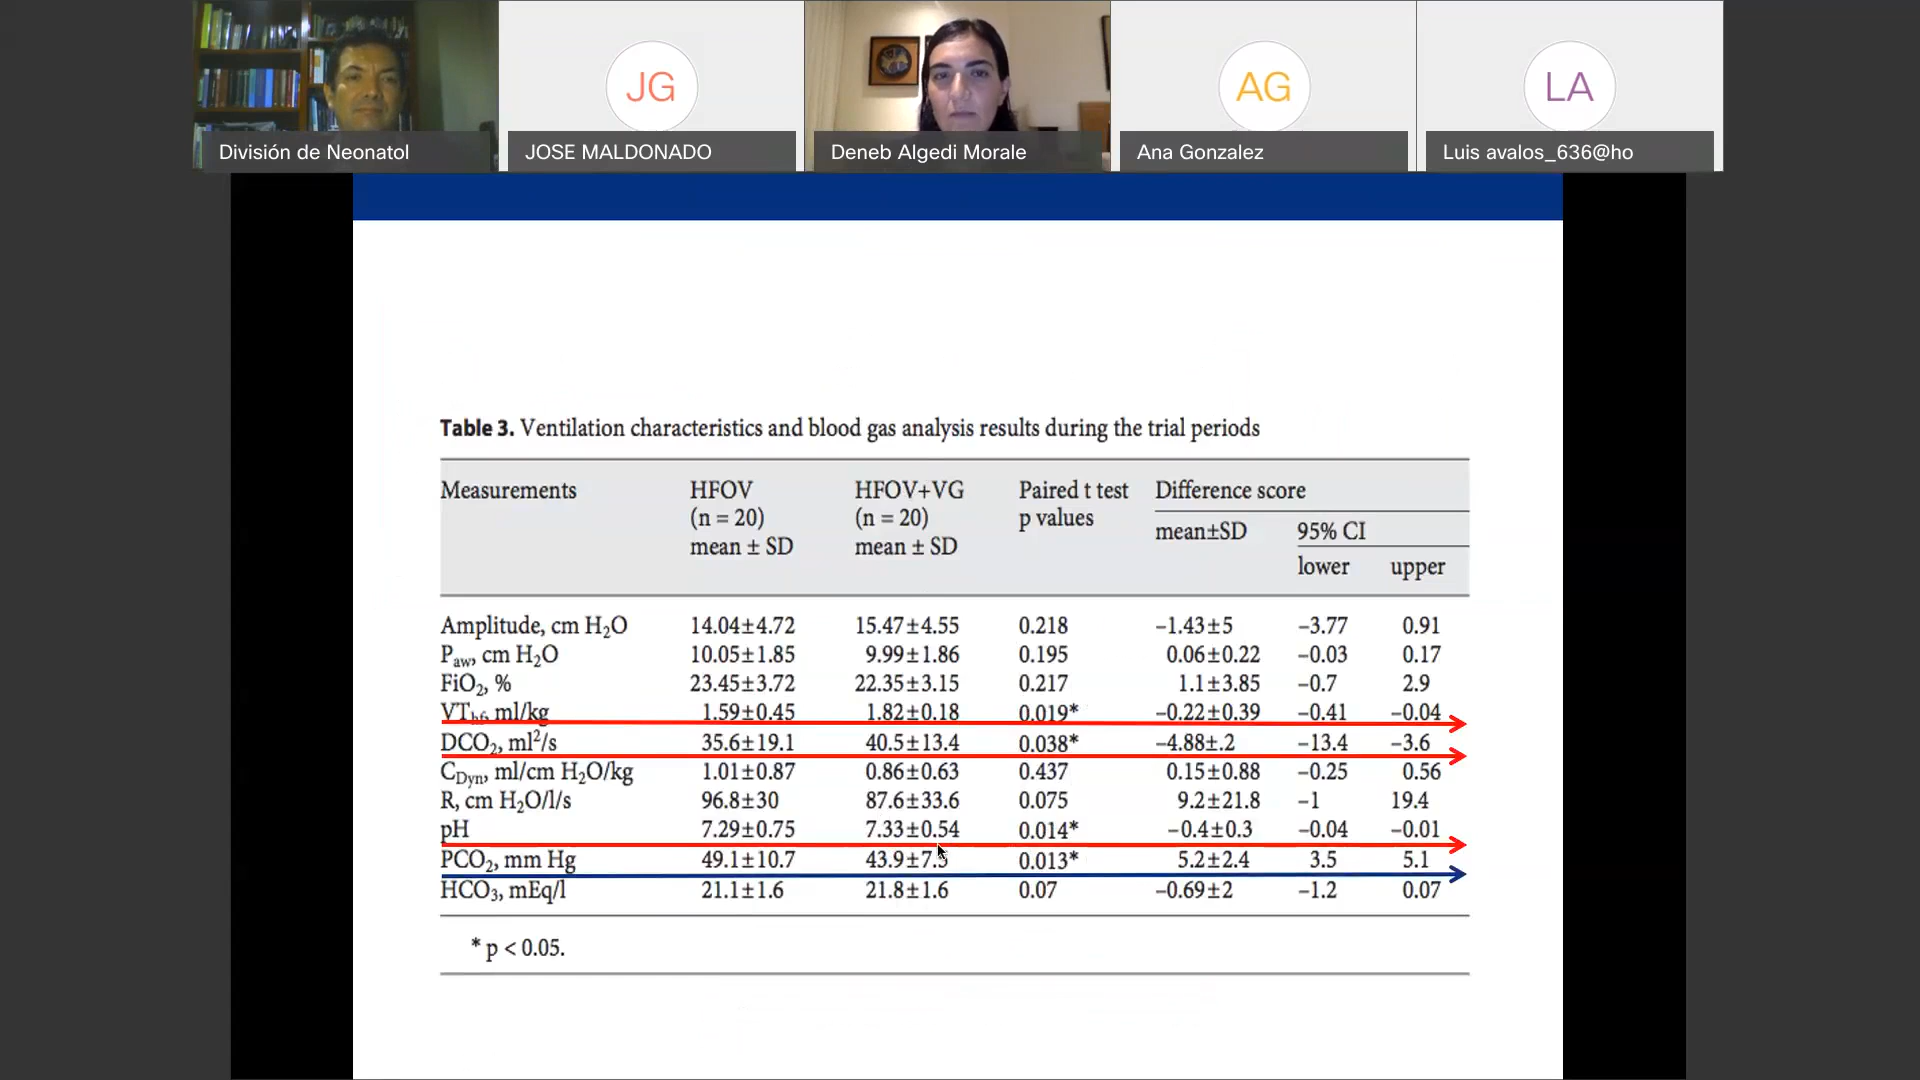 JG
AG
LA
División de Neonatol
JOSE MALDONADO
Deneb Algedi Morale
Ana Gonzalez
Luis avalos_636@ho
Table 3. Ventilation characteristics and blood gas analysis results during the trial periods
Measurements HFOV (n = 20) mean ± SD HFOV+VG (n = 20) mean ± SD Paired t test p values Difference score mean±SD 95% CI lower upper
Amplitude, cm H₂O 14.04±4.72 15.47±4.55 0.218 –1.43±5 –3.77 0.91
Paw, cm H₂O 10.05±1.85 9.99±1.86 0.195 0.06±0.22 –0.03 0.17
FiO₂, % 23.45±3.72 22.35±3.15 0.217 1.1±3.85 –0.7 2.9
VThf, ml/kg 1.59±0.45 1.82±0.18 0.019* –0.22±0.39 –0.41 –0.04
DCO₂, ml²/s 35.6±19.1 40.5±13.4 0.038* –4.88±.2 –13.4 –3.6
CDyn, ml/cm H₂O/kg 1.01±0.87 0.86±0.63 0.437 0.15±0.88 –0.25 0.56
R, cm H₂O/l/s 96.8±30 87.6±33.6 0.075 9.2±21.8 –1 19.4
pH 7.29±0.75 7.33±0.54 0.014* –0.4±0.3 –0.04 –0.01
PCO₂, mm Hg 49.1±10.7 43.9±7.3 0.013* 5.2±2.4 3.5 5.1
HCO₃, mEq/l 21.1±1.6 21.8±1.6 0.07 –0.69±2 –1.2 0.07
* p < 0.05.